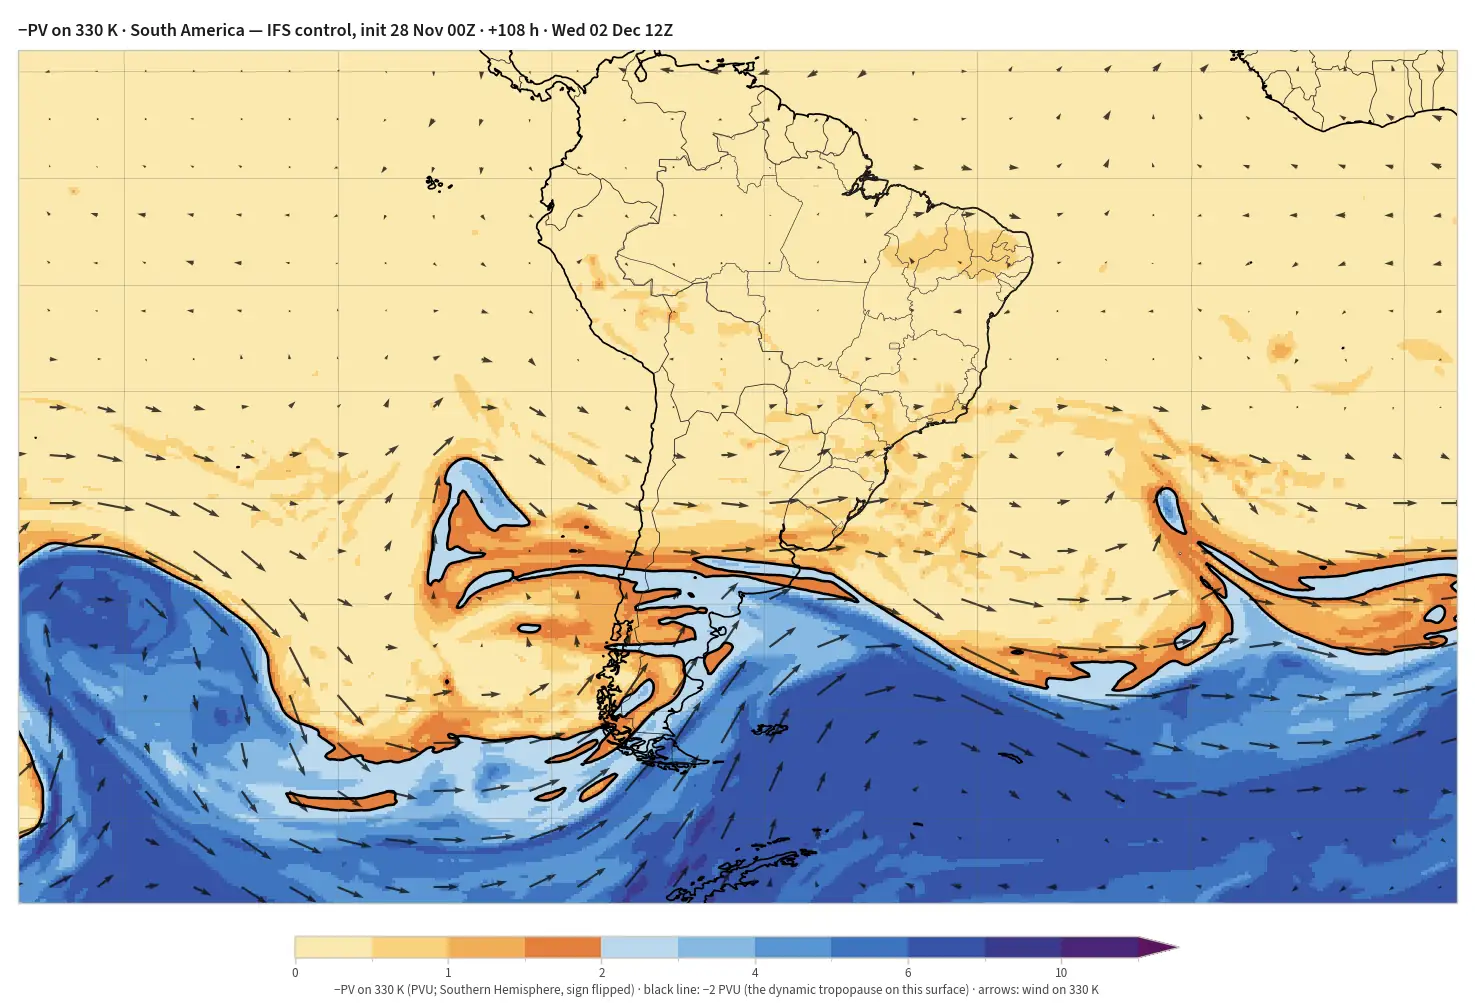 −PV on 330 K · South America — IFS control, init 28 Nov 00Z · +108 h · Wed 02 Dec 12Z
0 1 2 4 6 10
−PV on 330 K (PVU; Southern Hemisphere, sign flipped) · black line: −2 PVU (the dynamic tropopause on this surface) · arrows: wind on 330 K